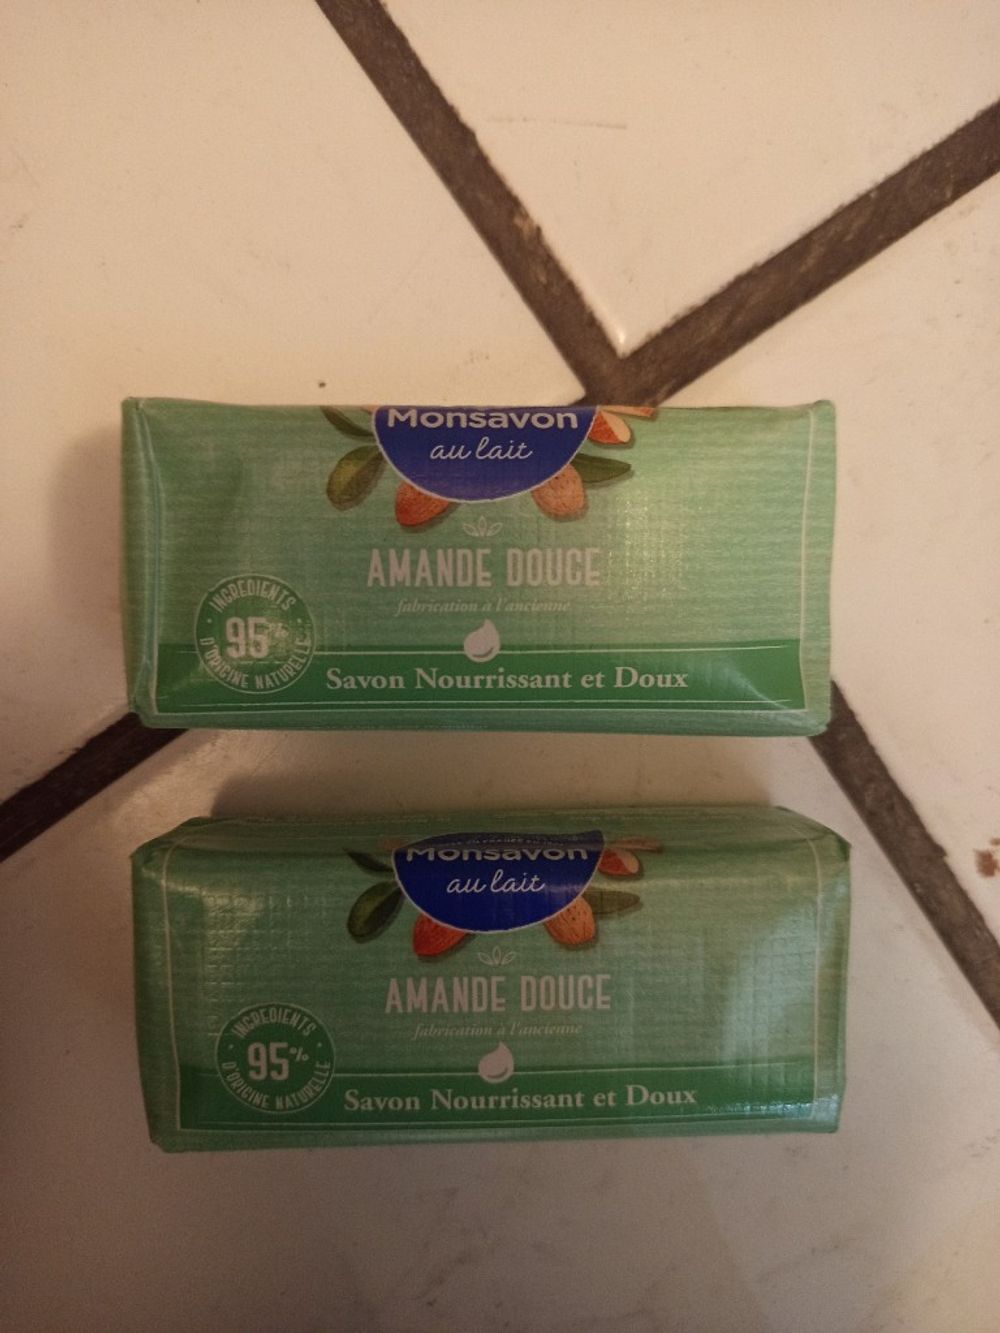 Monsavon
au lait
AMANDE DOUCE
fabrication à l'ancienne
INGREDIENTS
95%
D'ORIGINE NATURELLE
Savon Nourrissant et Doux
Monsavon
au lait
AMANDE DOUCE
fabrication à l'ancienne
INGREDIENTS
95%
D'ORIGINE NATURELLE
Savon Nourrissant et Doux